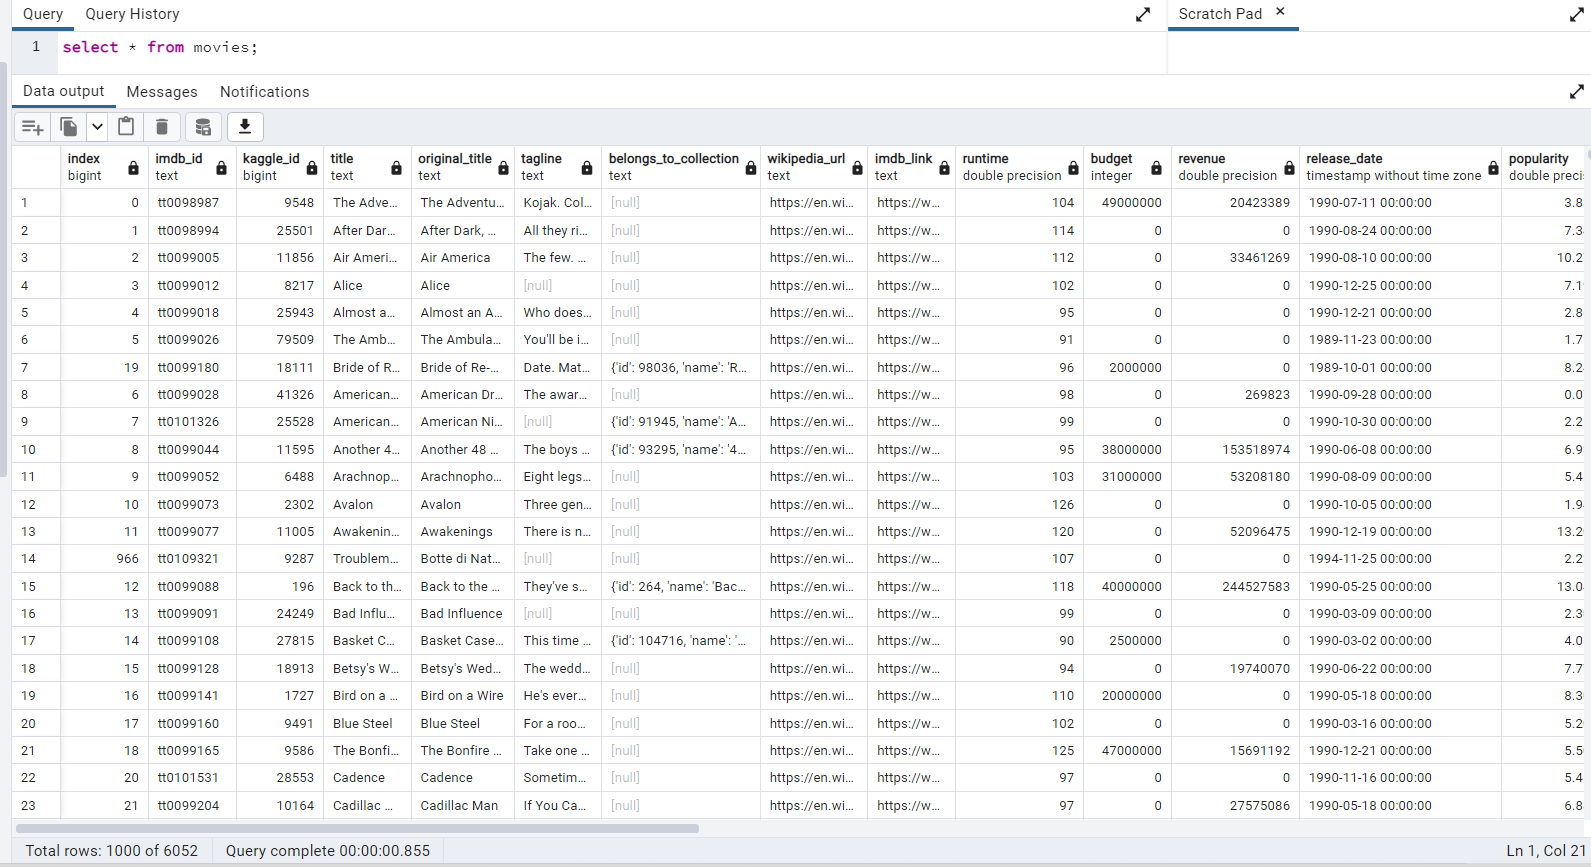 Query Query History Scratch Pad ×
1 select * from movies;
Data output Messages Notifications
index imdb_id kaggle_id title original_title tagline belongs_to_collection wikipedia_url imdb_link runtime budget revenue release_date popularity
bigint text bigint text text text text text text double precision integer double precision timestamp without time zone double preci
1 0 tt0098987 9548 The Adve... The Adventu... Kojak. Col... [null] https://en.wi... https://w... 104 49000000 20423389 1990-07-11 00:00:00 3.8
2 1 tt0098994 25501 After Dar... After Dark, ... All they ri... [null] https://en.wi... https://w... 114 0 0 1990-08-24 00:00:00 7.3
3 2 tt0099005 11856 Air Ameri... Air America The few. ... [null] https://en.wi... https://w... 112 0 33461269 1990-08-10 00:00:00 10.2
4 3 tt0099012 8217 Alice Alice [null] [null] https://en.wi... https://w... 102 0 0 1990-12-25 00:00:00 7.1
5 4 tt0099018 25943 Almost a... Almost an A... Who does... [null] https://en.wi... https://w... 95 0 0 1990-12-21 00:00:00 2.8
6 5 tt0099026 79509 The Amb... The Ambula... You'll be i... [null] https://en.wi... https://w... 91 0 0 1989-11-23 00:00:00 1.7
7 19 tt0099180 18111 Bride of R... Bride of Re-... Date. Mat... {'id': 98036, 'name': 'R... https://en.wi... https://w... 96 2000000 0 1989-10-01 00:00:00 8.2
8 6 tt0099028 41326 American... American Dr... The awar... [null] https://en.wi... https://w... 98 0 269823 1990-09-28 00:00:00 0.0
9 7 tt0101326 25528 American... American Ni... [null] {'id': 91945, 'name': 'A... https://en.wi... https://w... 99 0 0 1990-10-30 00:00:00 2.2
10 8 tt0099044 11595 Another 4... Another 48 ... The boys ... {'id': 93295, 'name': '4... https://en.wi... https://w... 95 38000000 153518974 1990-06-08 00:00:00 6.9
11 9 tt0099052 6488 Arachnop... Arachnopho... Eight legs... [null] https://en.wi... https://w... 103 31000000 53208180 1990-08-09 00:00:00 5.4
12 10 tt0099073 2302 Avalon Avalon Three gen... [null] https://en.wi... https://w... 126 0 0 1990-10-05 00:00:00 1.9
13 11 tt0099077 11005 Awakenin... Awakenings There is n... [null] https://en.wi... https://w... 120 0 52096475 1990-12-19 00:00:00 13.2
14 966 tt0109321 9287 Troublem... Botte di Nat... [null] [null] https://en.wi... https://w... 107 0 0 1994-11-25 00:00:00 2.2
15 12 tt0099088 196 Back to th... Back to the ... They've s... {'id': 264, 'name': 'Bac... https://en.wi... https://w... 118 40000000 244527583 1990-05-25 00:00:00 13.0
16 13 tt0099091 24249 Bad Influ... Bad Influence [null] [null] https://en.wi... https://w... 99 0 0 1990-03-09 00:00:00 2.3
17 14 tt0099108 27815 Basket C... Basket Case... This time ... {'id': 104716, 'name': '... https://en.wi... https://w... 90 2500000 0 1990-03-02 00:00:00 4.0
18 15 tt0099128 18913 Betsy's W... Betsy's Wed... The wedd... [null] https://en.wi... https://w... 94 0 19740070 1990-06-22 00:00:00 7.7
19 16 tt0099141 1727 Bird on a ... Bird on a Wire He's ever... [null] https://en.wi... https://w... 110 20000000 0 1990-05-18 00:00:00 8.3
20 17 tt0099160 9491 Blue Steel Blue Steel For a roo... [null] https://en.wi... https://w... 102 0 0 1990-03-16 00:00:00 5.2
21 18 tt0099165 9586 The Bonfi... The Bonfire ... Take one ... [null] https://en.wi... https://w... 125 47000000 15691192 1990-12-21 00:00:00 5.5
22 20 tt0101531 28553 Cadence Cadence Sometim... [null] https://en.wi... https://w... 97 0 0 1990-11-16 00:00:00 5.4
23 21 tt0099204 10164 Cadillac ... Cadillac Man If You Ca... [null] https://en.wi... https://w... 97 0 27575086 1990-05-18 00:00:00 6.8
Total rows: 1000 of 6052 Query complete 00:00:00.855 Ln 1, Col 21